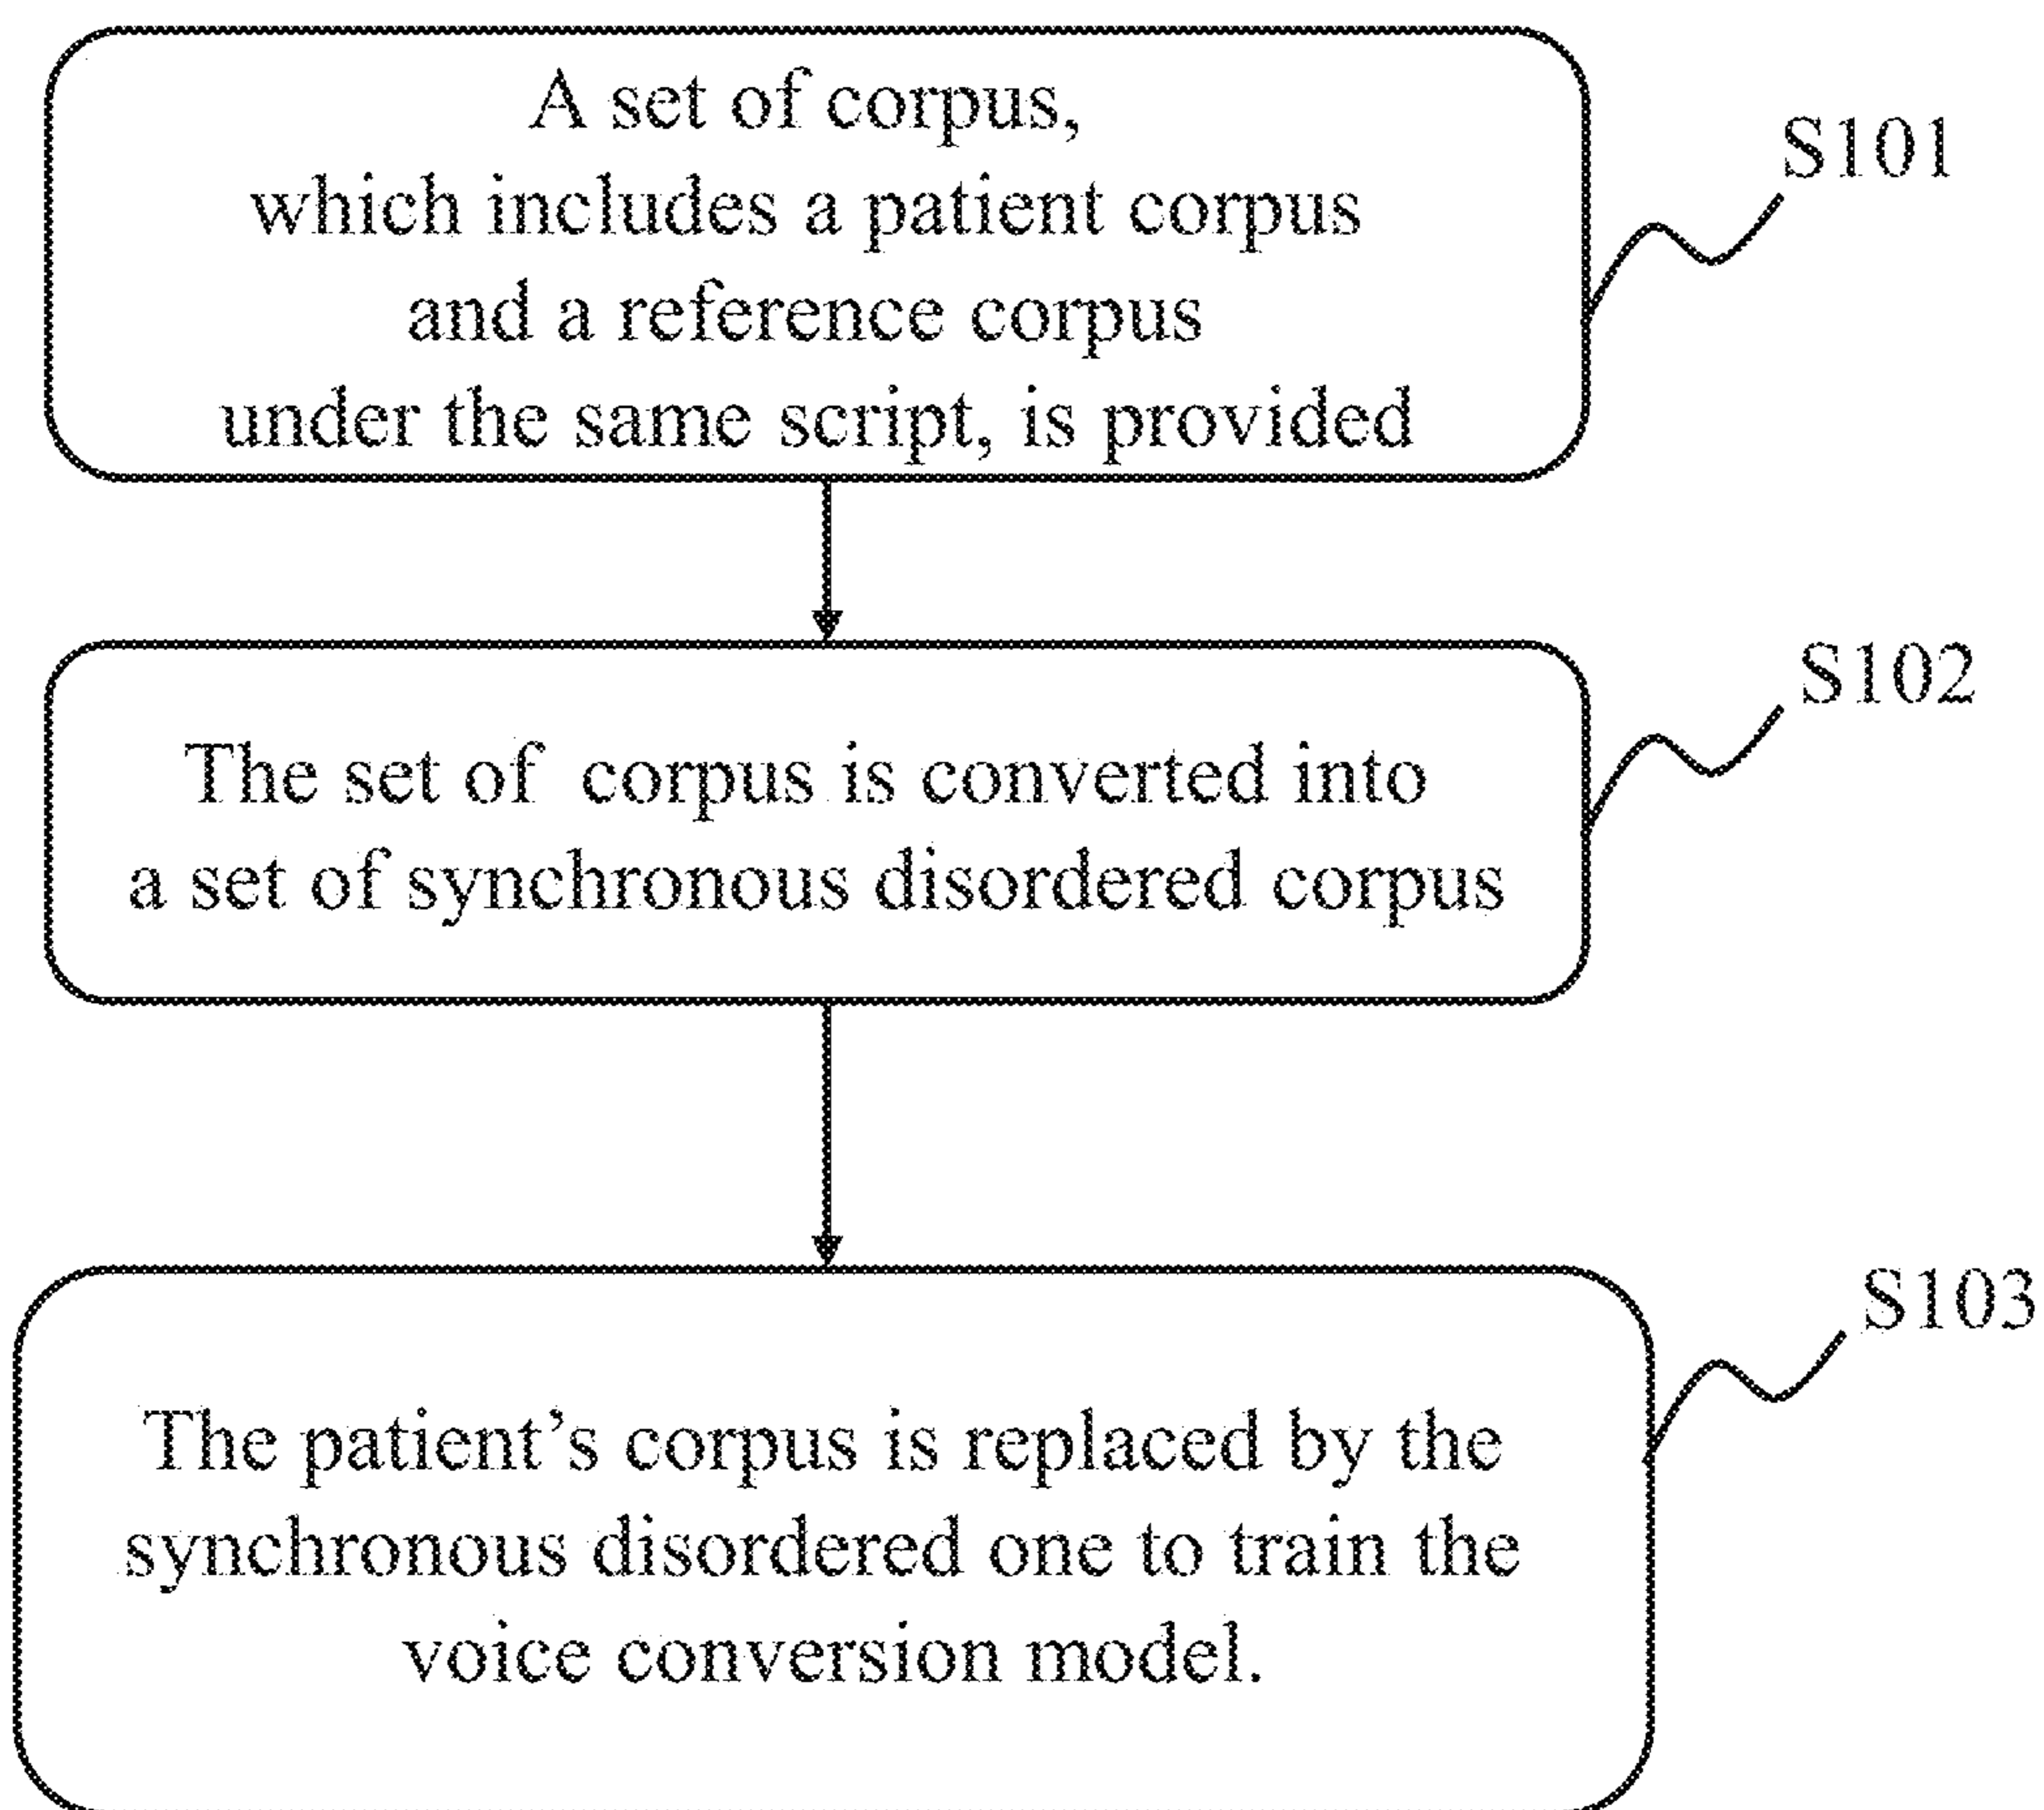 A set of corpus,
which includes a patient corpus
and a reference corpus
under the same script, is provided
S101
The set of corpus is converted into
a set of synchronous disordered corpus
S102
The patient’s corpus is replaced by the
synchronous disordered one to train the
voice conversion model.
S103